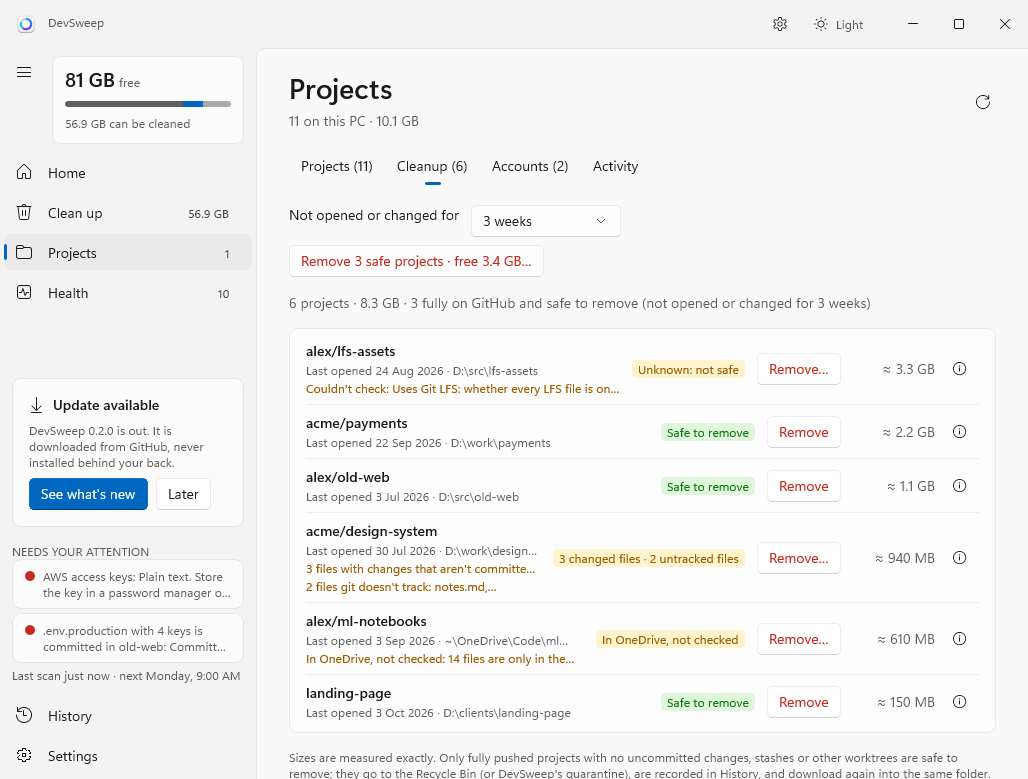 DevSweep
Light
81 GB free
56.9 GB can be cleaned
Home
Clean up 56.9 GB
Projects 1
Health 10
Update available
DevSweep 0.2.0 is out. It is
downloaded from GitHub, never
installed behind your back.
See what's new
Later
NEEDS YOUR ATTENTION
AWS access keys: Plain text. Store
the key in a password manager o...
.env.production with 4 keys is
committed in old-web: Committ...
Last scan just now · next Monday, 9:00 AM
History
Settings
Projects
11 on this PC · 10.1 GB
Projects (11)
Cleanup (6)
Accounts (2)
Activity
Not opened or changed for
3 weeks
Remove 3 safe projects · free 3.4 GB...
6 projects · 8.3 GB · 3 fully on GitHub and safe to remove (not opened or changed for 3 weeks)
alex/lfs-assets
Last opened 24 Aug 2026 · D:\src\lfs-assets
Couldn't check: Uses Git LFS: whether every LFS file is on...
Unknown: not safe
Remove...
≈ 3.3 GB
acme/payments
Last opened 22 Sep 2026 · D:\work\payments
Safe to remove
Remove
≈ 2.2 GB
alex/old-web
Last opened 3 Jul 2026 · D:\src\old-web
Safe to remove
Remove
≈ 1.1 GB
acme/design-system
Last opened 30 Jul 2026 · D:\work\design...
3 files with changes that aren't committe...
2 files git doesn't track: notes.md,...
3 changed files · 2 untracked files
Remove...
≈ 940 MB
alex/ml-notebooks
Last opened 3 Sep 2026 · ~\OneDrive\Code\ml...
In OneDrive, not checked: 14 files are only in the...
In OneDrive, not checked
Remove...
≈ 610 MB
landing-page
Last opened 3 Oct 2026 · D:\clients\landing-page
Safe to remove
Remove
≈ 150 MB
Sizes are measured exactly. Only fully pushed projects with no uncommitted changes, stashes or other worktrees are safe to
remove; they go to the Recycle Bin (or DevSweep's quarantine), are recorded in History, and download again into the same folder.